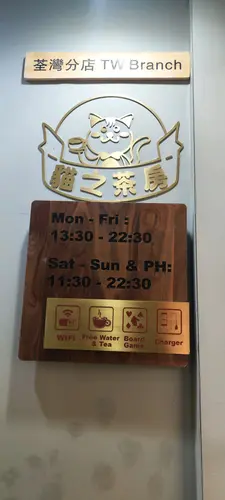 荃灣分店 TW Branch
貓之茶房
Mon - Fri :
13:30 - 22:30
Sat - Sun & PH:
11:30 - 22:30
WIFI
Free Water & Tea
Board Game
Charger